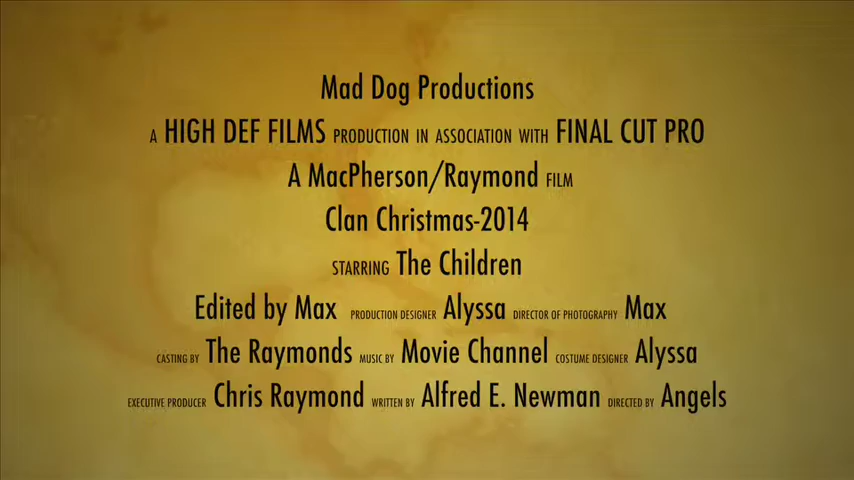 Mad Dog Productions
A HIGH DEF FILMS PRODUCTION IN ASSOCIATION WITH FINAL CUT PRO
A MacPherson/Raymond FILM
Clan Christmas-2014
STARRING The Children
Edited by Max PRODUCTION DESIGNER Alyssa DIRECTOR OF PHOTOGRAPHY Max
CASTING BY The Raymonds MUSIC BY Movie Channel COSTUME DESIGNER Alyssa
EXECUTIVE PRODUCER Chris Raymond WRITTEN BY Alfred E. Newman DIRECTED BY Angels